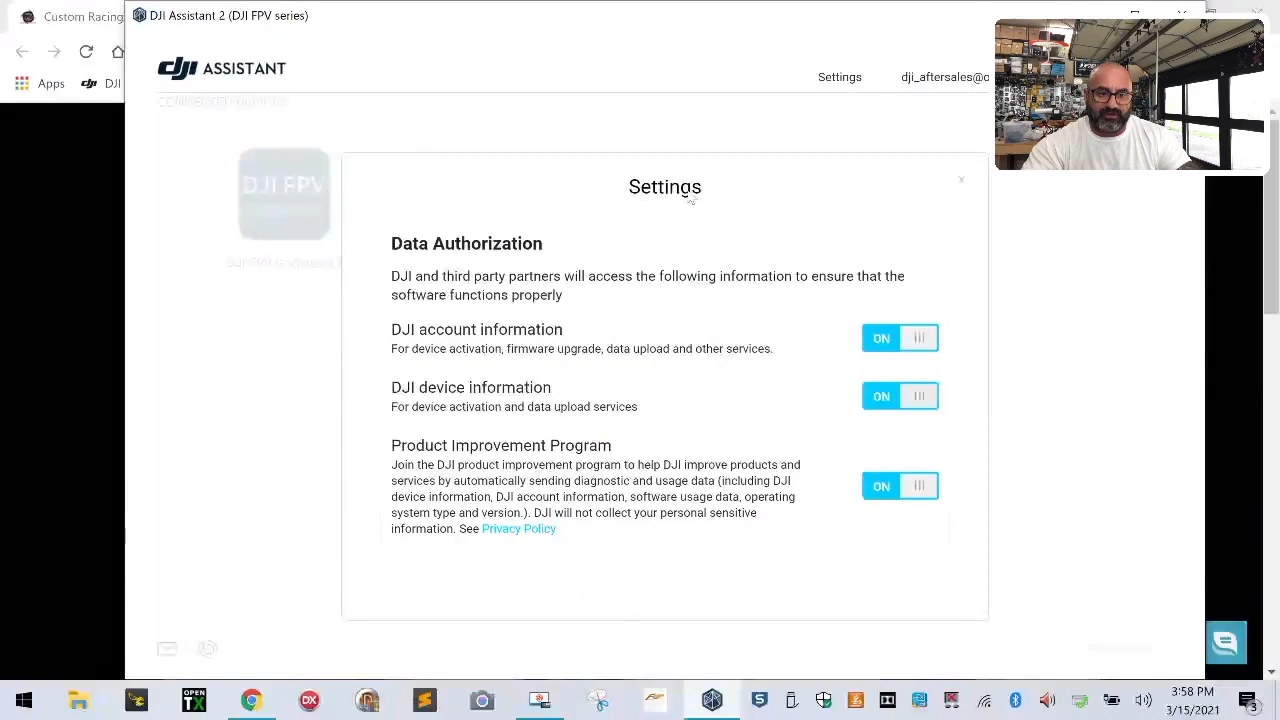 Custom Racing
DJI Assistant 2 (DJI FPV series)
Apps
DJI
dji ASSISTANT
Settings
dji_aftersales@
DJI FPV
Settings
Data Authorization
DJI and third party partners will access the following information to ensure that the
software functions properly
DJI account information
For device activation, firmware upgrade, data upload and other services.
ON
DJI device information
For device activation and data upload services
ON
Product Improvement Program
Join the DJI product improvement program to help DJI improve products and
services by automatically sending diagnostic and usage data (including DJI
device information, DJI account information, software usage data, operating
system type and version.). DJI will not collect your personal sensitive
information. See Privacy Policy
ON
OPEN
TX
DX
S
3:58 PM
3/15/2021
3